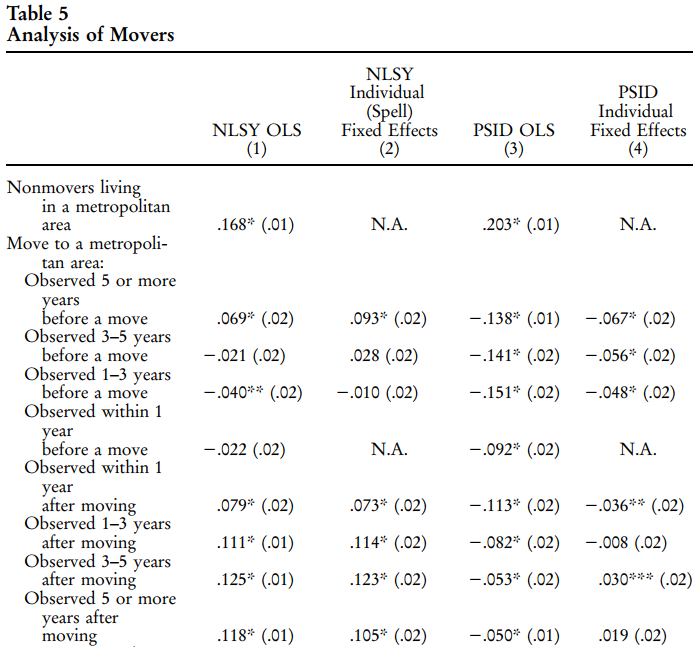 Table 5
Analysis of Movers
NLSY
Individual PSID
(Spell) Individual
NLSY OLS Fixed Effects PSID OLS Fixed Effects
(1) (2) (3) (4)
Nonmovers living
in a metropolitan
area .168* (.01) N.A. .203* (.01) N.A.
Move to a metropoli-
tan area:
Observed 5 or more
years
before a move .069* (.02) .093* (.02) −.138* (.01) −.067* (.02)
Observed 3–5 years
before a move −.021 (.02) .028 (.02) −.141* (.02) −.056* (.02)
Observed 1–3 years
before a move −.040** (.02) −.010 (.02) −.151* (.02) −.048* (.02)
Observed within 1
year
before a move −.022 (.02) N.A. −.092* (.02) N.A.
Observed within 1
year
after moving .079* (.02) .073* (.02) −.113* (.02) −.036** (.02)
Observed 1–3 years
after moving .111* (.01) .114* (.02) −.082* (.02) −.008 (.02)
Observed 3–5 years
after moving .125* (.01) .123* (.02) −.053* (.02) .030*** (.02)
Observed 5 or more
years after
moving .118* (.01) .105* (.02) −.050* (.01) .019 (.02)